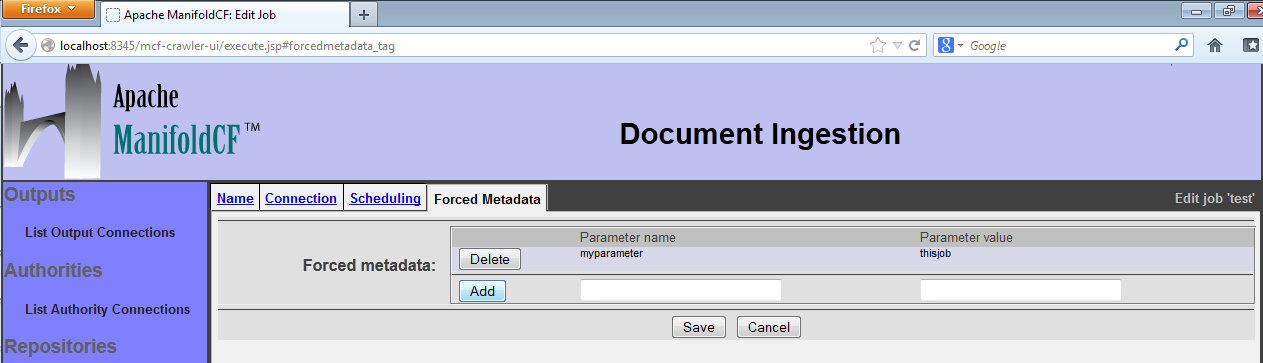 Firefox
Apache ManifoldCF: Edit Job
localhost:8345/mcf-crawler-ui/execute.jsp#forcedmetadata_tag
Google
Apache
ManifoldCF™
Document Ingestion
Outputs
List Output Connections
Authorities
List Authority Connections
Repositories
Name Connection Scheduling Forced Metadata Edit job 'test'
Parameter name Parameter value
Forced metadata: Delete myparameter thisjob
Add
Save Cancel